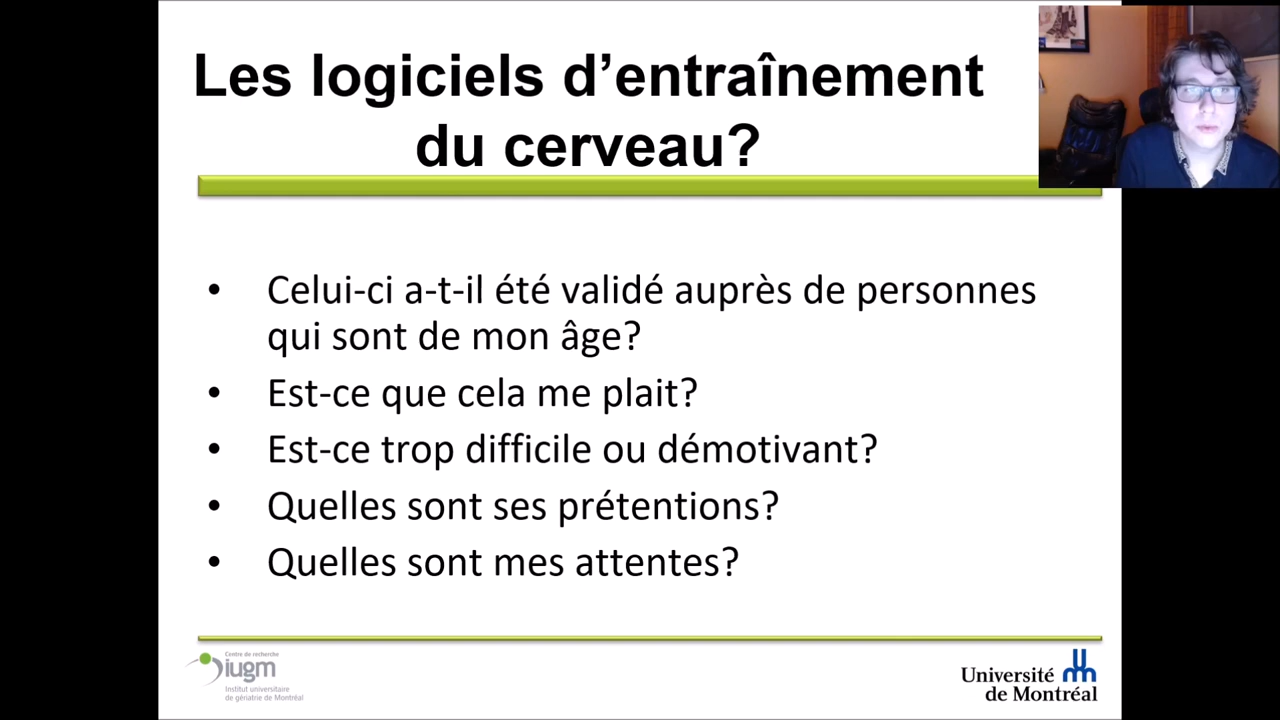 Les logiciels d’entraînement
du cerveau?
• Celui-ci a-t-il été validé auprès de personnes
qui sont de mon âge?
• Est-ce que cela me plait?
• Est-ce trop difficile ou démotivant?
• Quelles sont ses prétentions?
• Quelles sont mes attentes?
Centre de recherche
iugm
Institut universitaire
de gériatrie de Montréal
Université
de Montréal